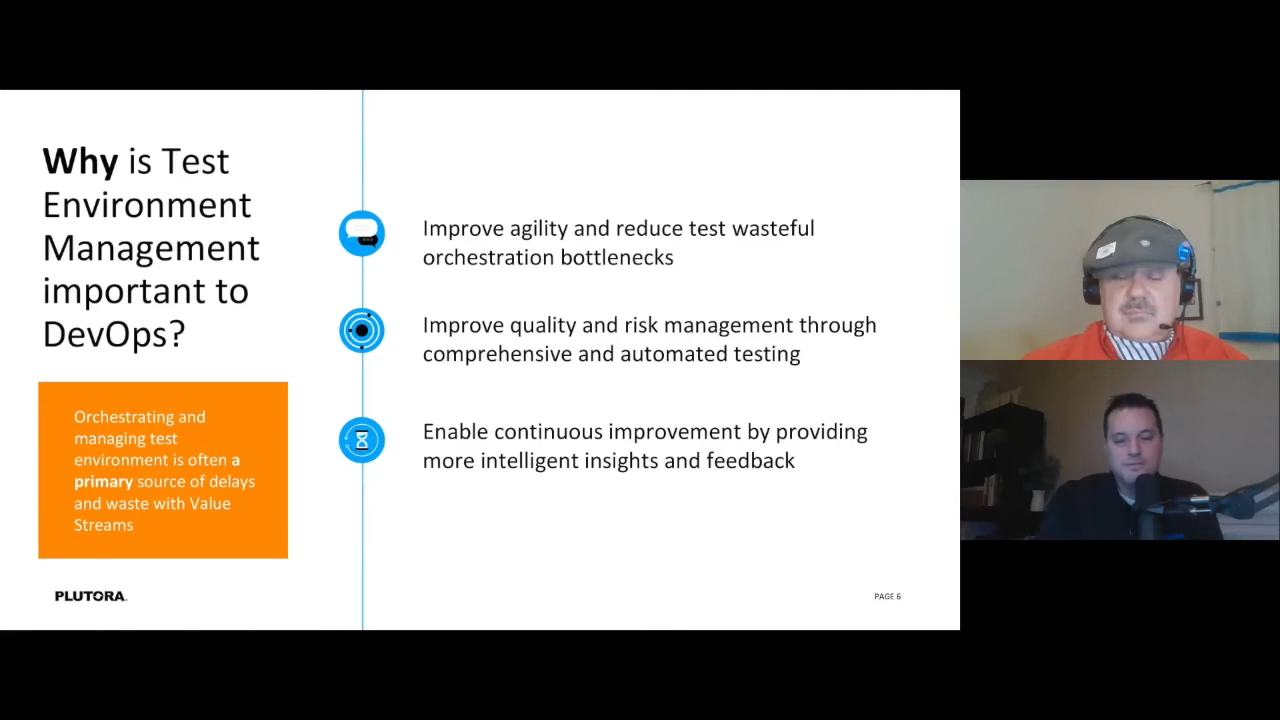 Why is Test
Environment
Management
important to
DevOps?
Orchestrating and
managing test
environment is often a
primary source of delays
and waste with Value
Streams
Improve agility and reduce test wasteful
orchestration bottlenecks
Improve quality and risk management through
comprehensive and automated testing
Enable continuous improvement by providing
more intelligent insights and feedback
PLUTORA
PAGE 6